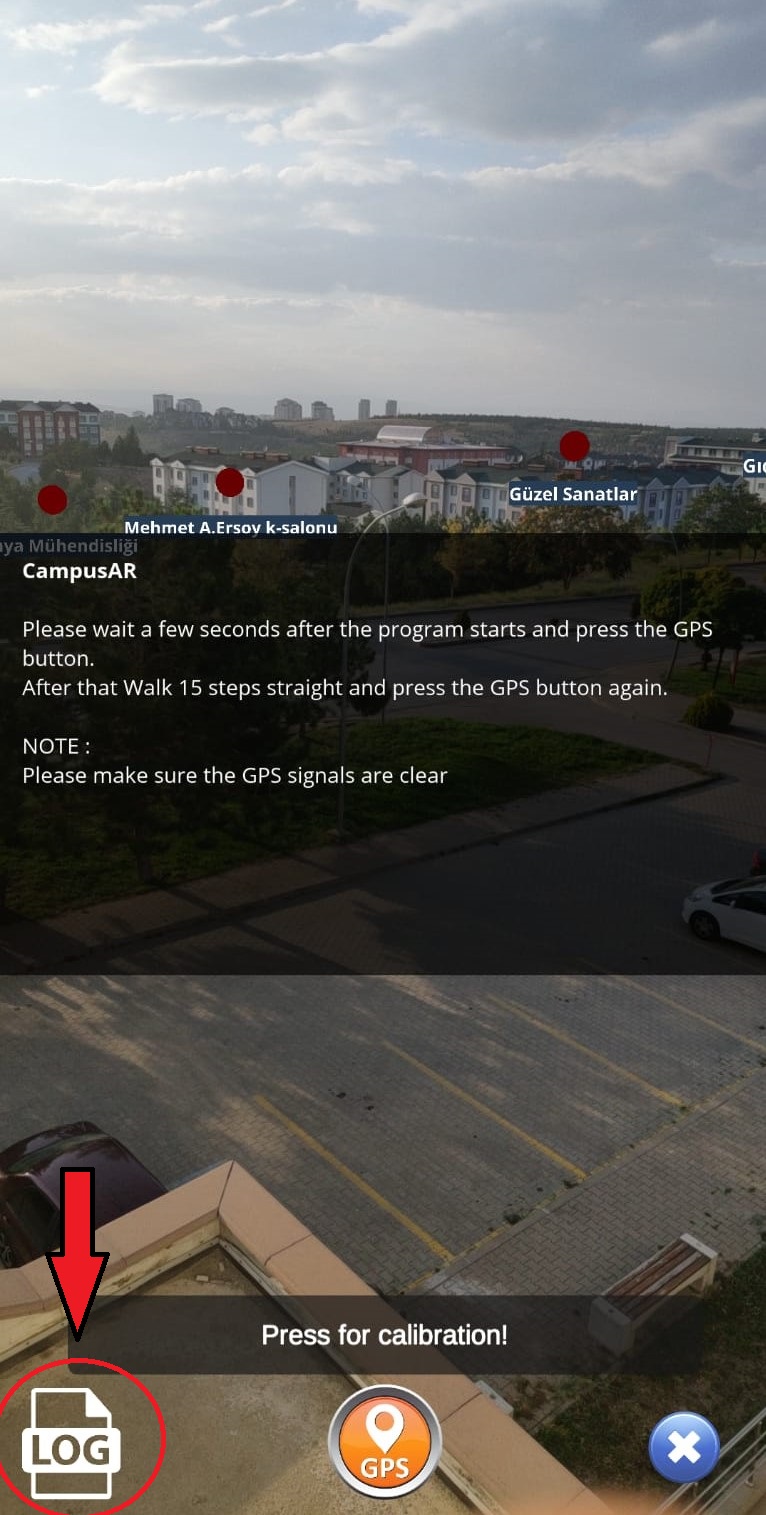 Güzel Sanatlar
Mehmet A.Ersoy k-salonu
Mühendisliği
CampusAR
Please wait a few seconds after the program starts and press the GPS
button.
After that Walk 15 steps straight and press the GPS button again.
NOTE :
Please make sure the GPS signals are clear
Press for calibration!
LOG
GPS